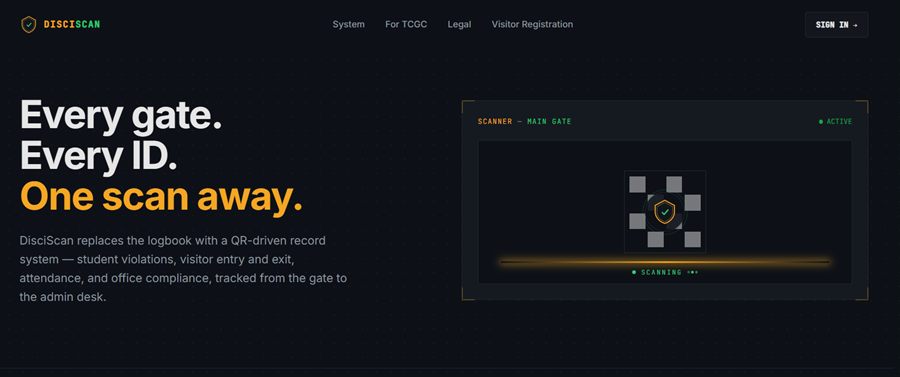 DISCISCAN
System
For TCGC
Legal
Visitor Registration
SIGN IN →
Every gate.
Every ID.
One scan away.
DisciScan replaces the logbook with a QR-driven record
system — student violations, visitor entry and exit,
attendance, and office compliance, tracked from the gate to
the admin desk.
SCANNER — MAIN GATE
ACTIVE
SCANNING